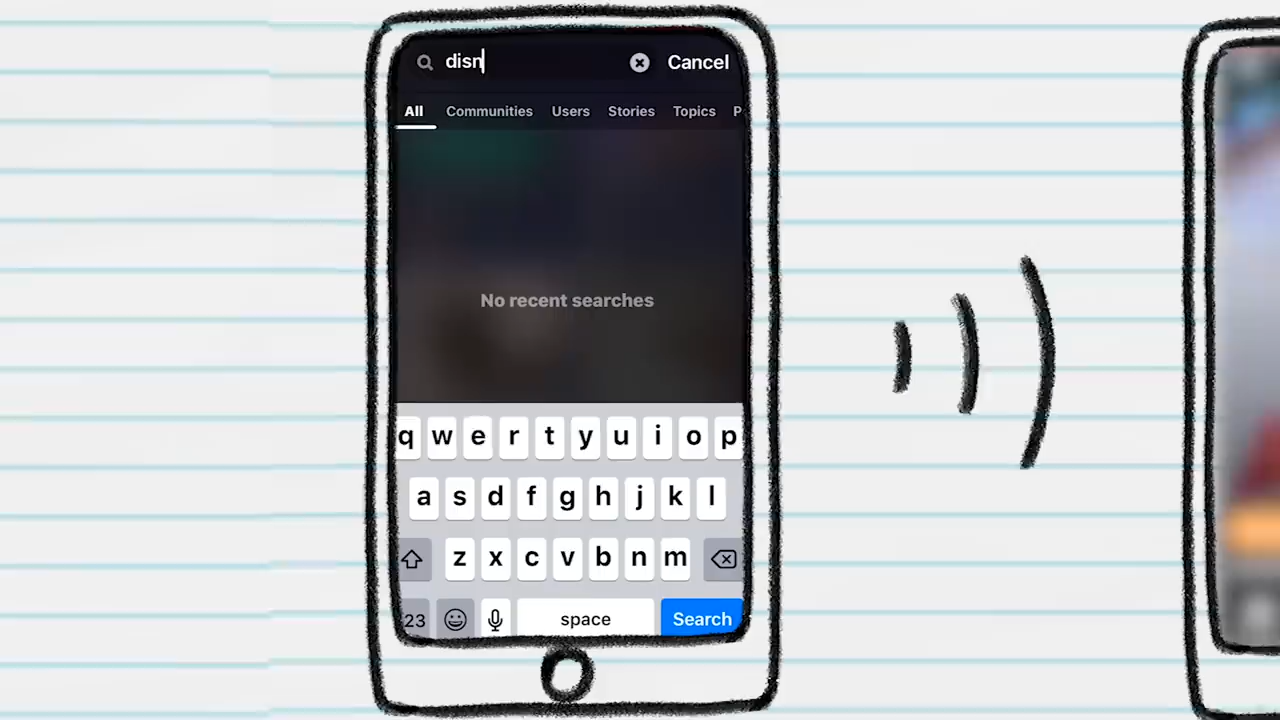 disn
Cancel
All Communities Users Stories Topics P
No recent searches
q w e r t y u i o p
a s d f g h j k l
z x c v b n m
23 space Search